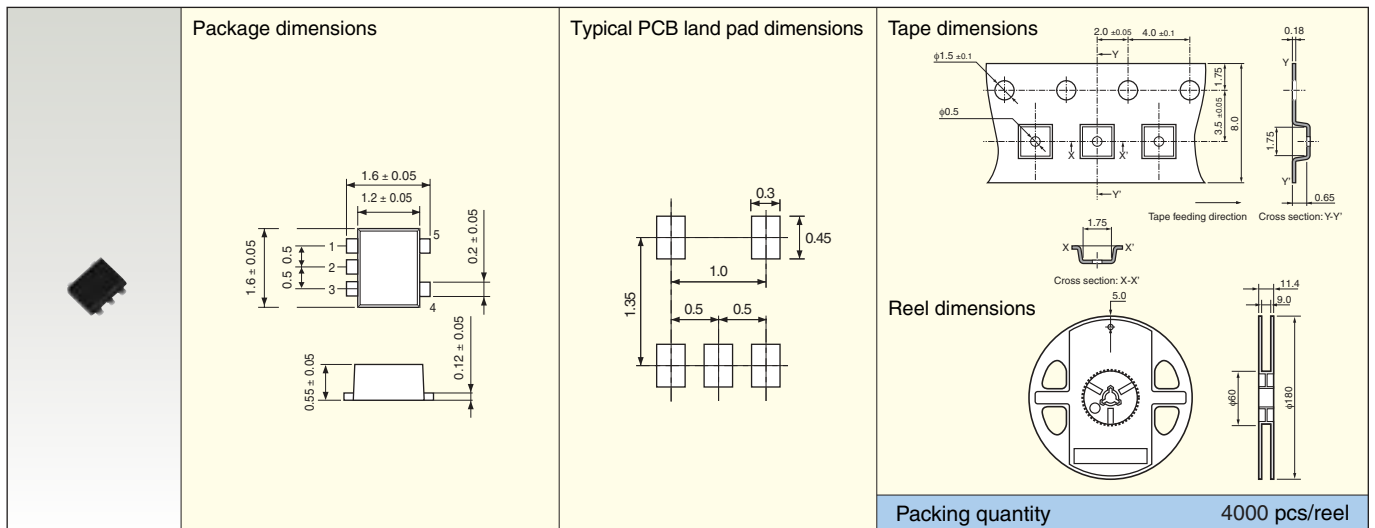 Package dimensions
1.6 ± 0.05
1.2 ± 0.05
1.6 ± 0.05
0.5 0.5
1
2
3
5
4
0.2 ± 0.05
0.55 ± 0.05
0.12 ± 0.05
Typical PCB land pad dimensions
0.3
0.45
1.0
1.35
0.5
0.5
Tape dimensions
2.0 ±0.05
4.0 ±0.1
0.18
φ1.5 ±0.1
Y
Y
φ0.5
1.75
3.5 ±0.05
8.0
1.75
X
X'
Y'
Y'
0.65
Tape feeding direction
Cross section: Y-Y'
1.75
X
X'
Cross section: X-X'
Reel dimensions
5.0
11.4
9.0
φ60
φ180
Packing quantity
4000 pcs/reel